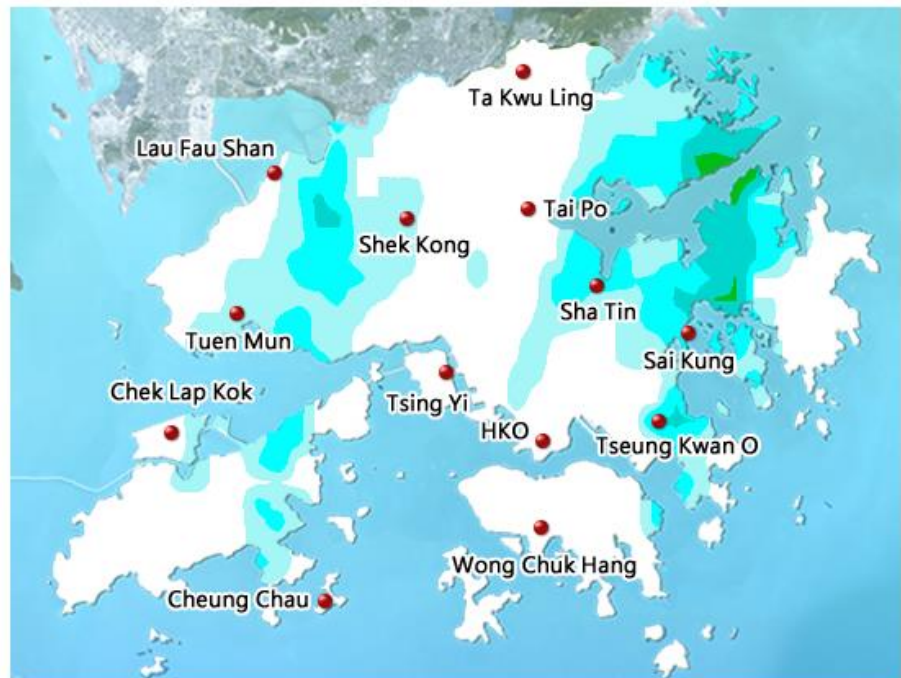 Ta Kwu Ling
Lau Fau Shan
Tai Po
Shek Kong
Sha Tin
Tuen Mun
Sai Kung
Chek Lap Kok
Tsing Yi
HKO
Tseung Kwan O
Wong Chuk Hang
Cheung Chau